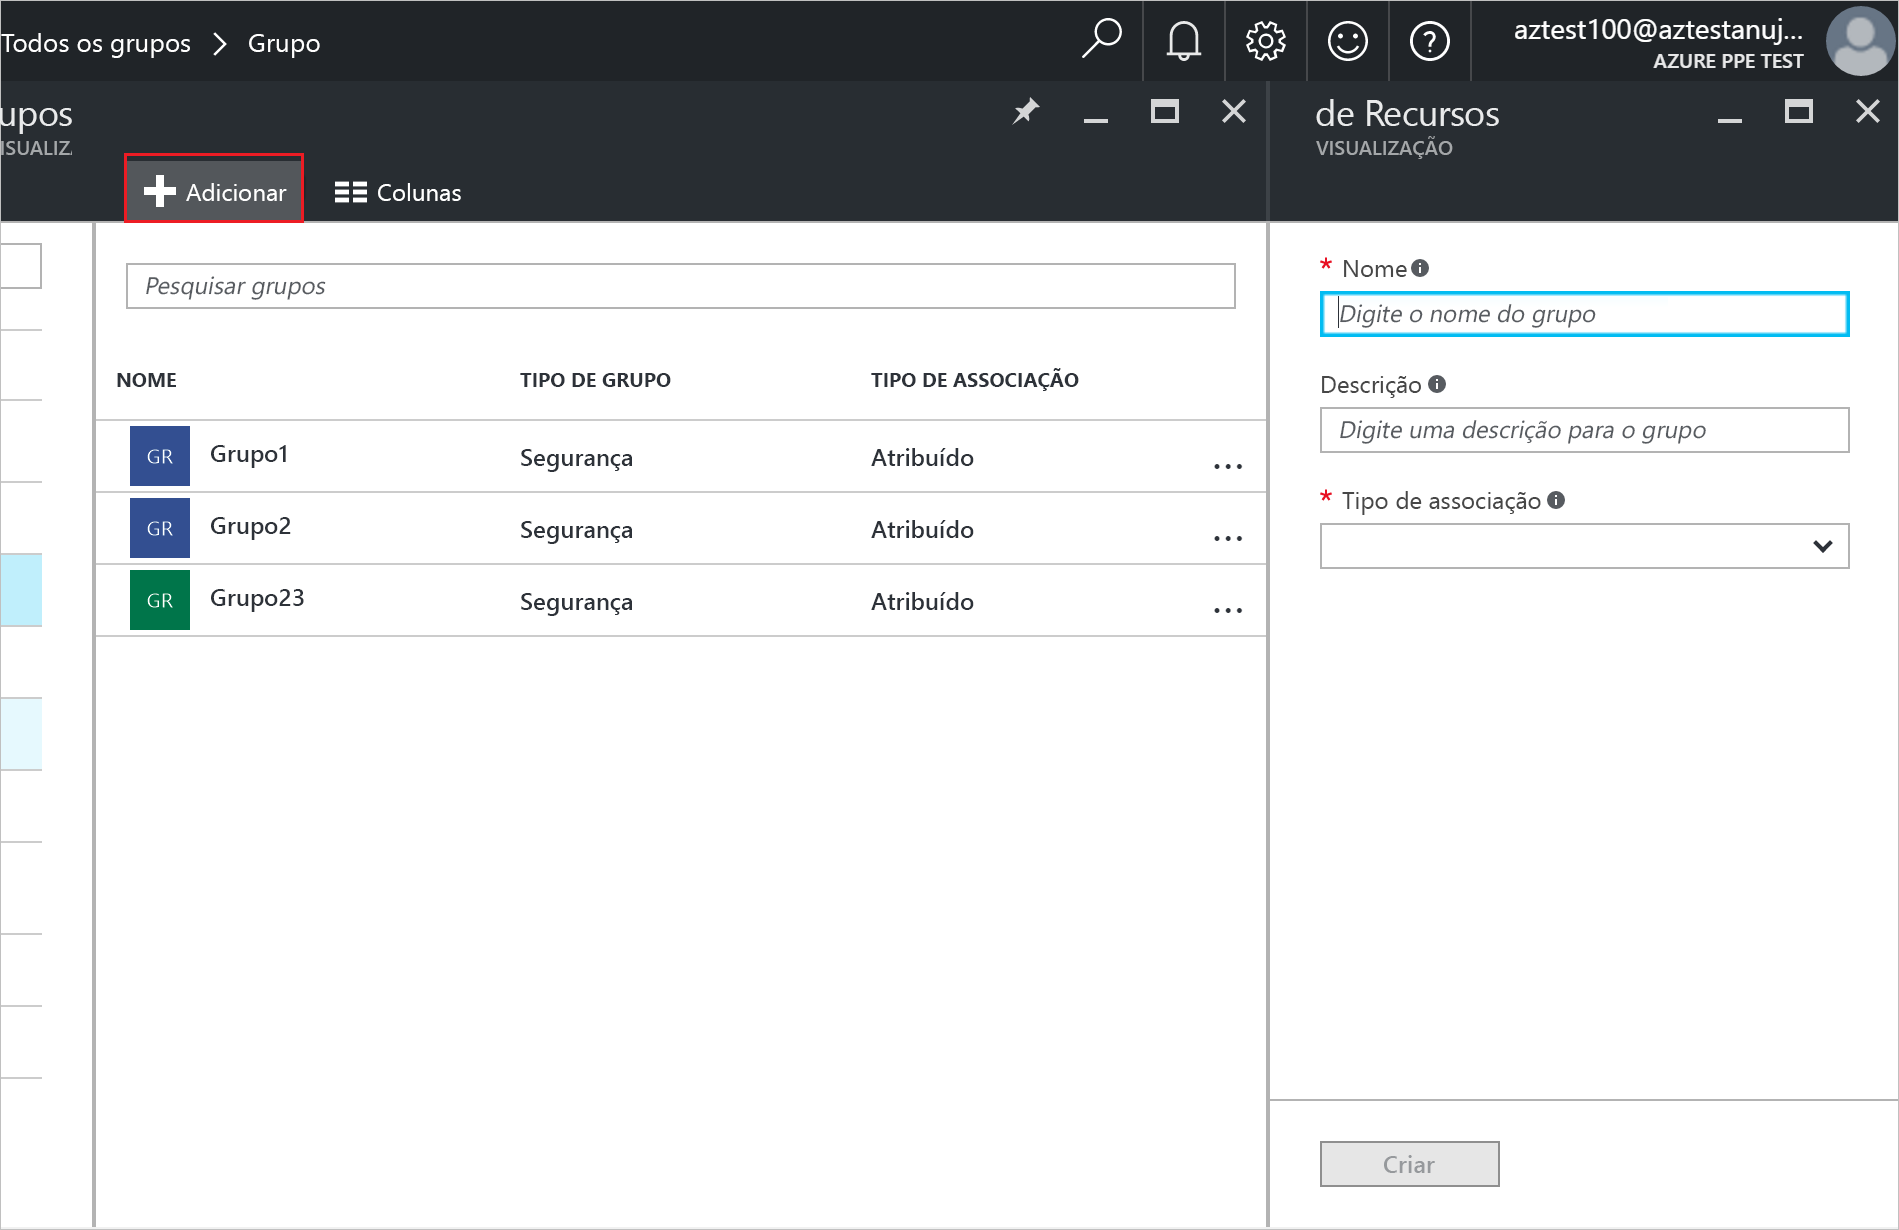 Todos os grupos > Grupo
aztest100@aztestanuj...
AZURE PPE TEST
upos
ISUALIZ
Adicionar
Colunas
Pesquisar grupos
NOME TIPO DE GRUPO TIPO DE ASSOCIAÇÃO
GR Grupo1 Segurança Atribuído ...
GR Grupo2 Segurança Atribuído ...
GR Grupo23 Segurança Atribuído ...
de Recursos
VISUALIZAÇÃO
* Nome
Digite o nome do grupo
Descrição
Digite uma descrição para o grupo
* Tipo de associação
Criar